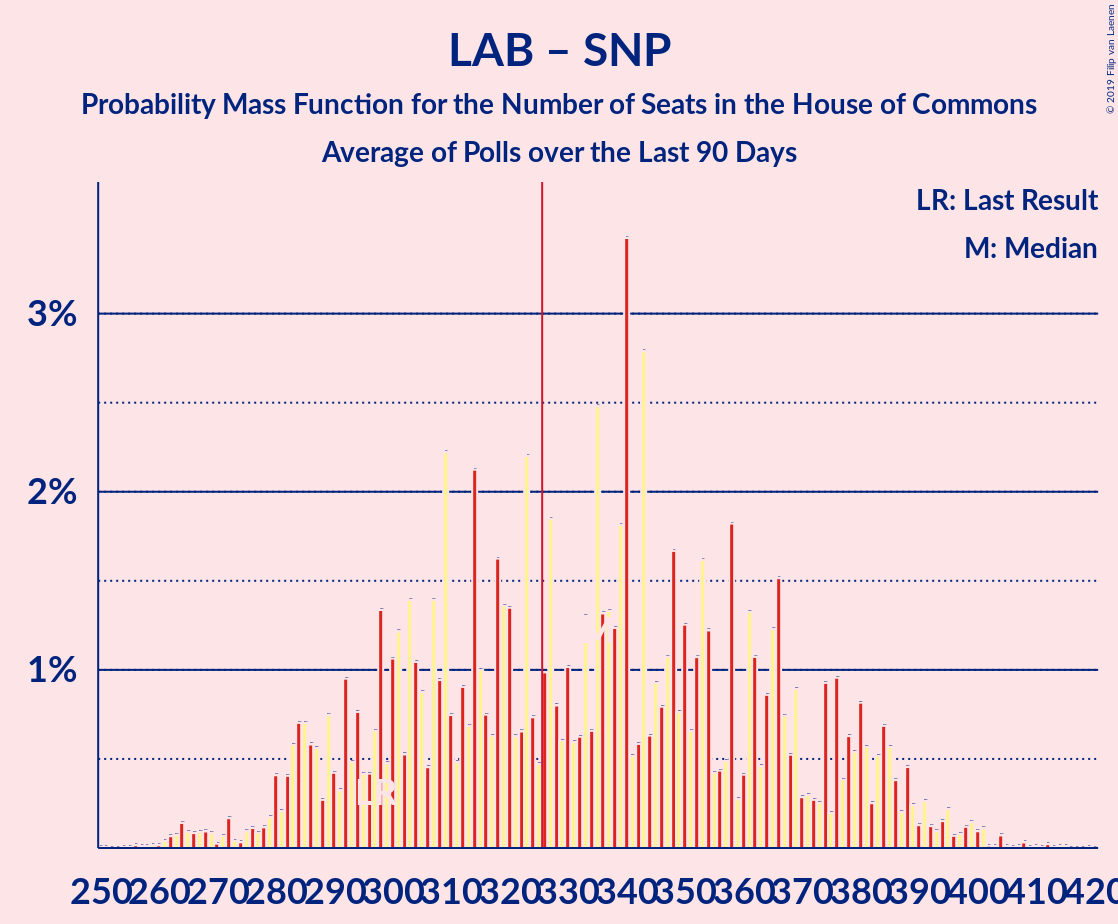 LAB – SNP
Probability Mass Function for the Number of Seats in the House of Commons
Average of Polls over the Last 90 Days
© 2019 Filip van Laenen
LR: Last Result
M: Median
3%
2%
1%
LR
250 260 270 280 290 300 310 320 330 340 350 360 370 380 390 400 410 420